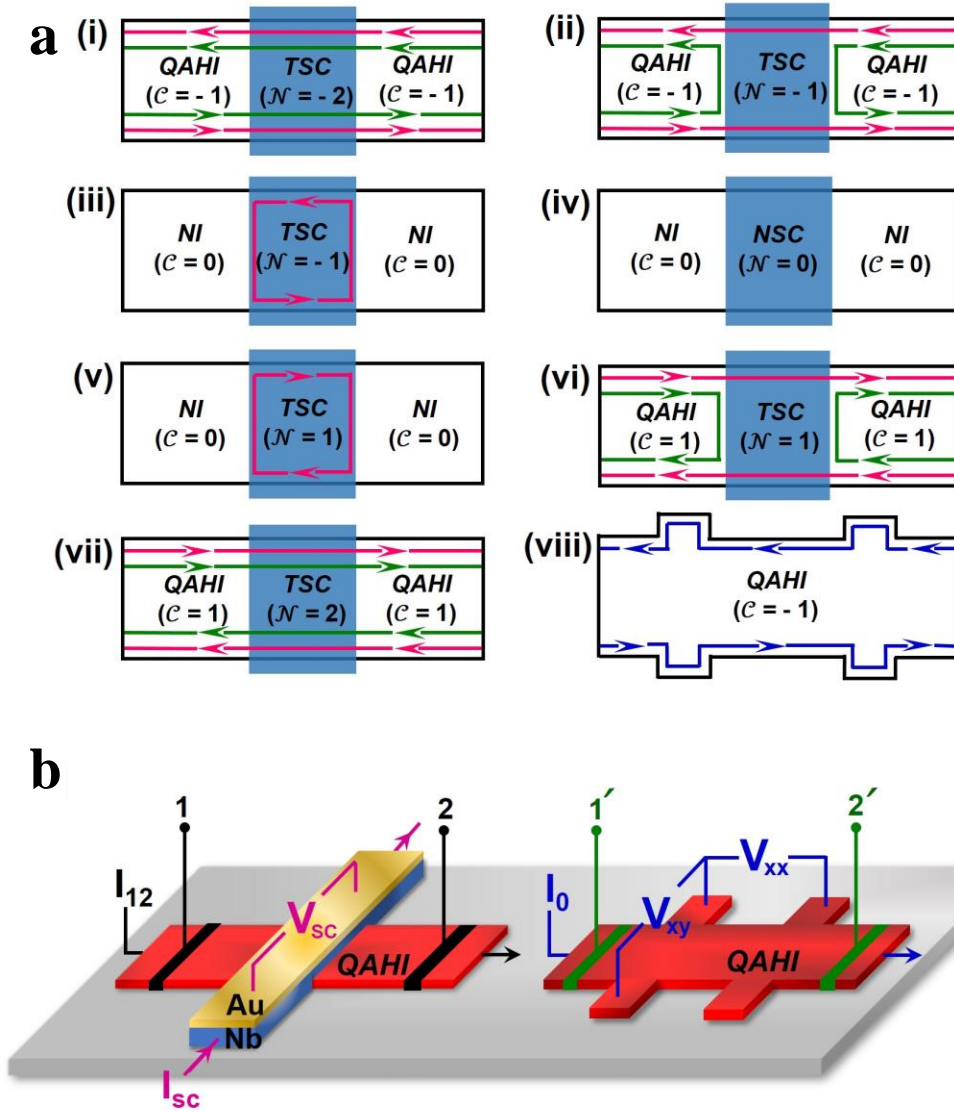 a
(i)
QAHI
(𝒞 = - 1)
TSC
(𝒩 = - 2)
QAHI
(𝒞 = - 1)
(ii)
QAHI
(𝒞 = - 1)
TSC
(𝒩 = - 1)
QAHI
(𝒞 = - 1)
(iii)
NI
(𝒞 = 0)
TSC
(𝒩 = - 1)
NI
(𝒞 = 0)
(iv)
NI
(𝒞 = 0)
NSC
(𝒩 = 0)
NI
(𝒞 = 0)
(v)
NI
(𝒞 = 0)
TSC
(𝒩 = 1)
NI
(𝒞 = 0)
(vi)
QAHI
(𝒞 = 1)
TSC
(𝒩 = 1)
QAHI
(𝒞 = 1)
(vii)
QAHI
(𝒞 = 1)
TSC
(𝒩 = 2)
QAHI
(𝒞 = 1)
(viii)
QAHI
(𝒞 = - 1)
b
1
2
I12
VSC
QAHI
Au
Nb
Isc
1´
2´
I0
Vxy
Vxx
QAHI